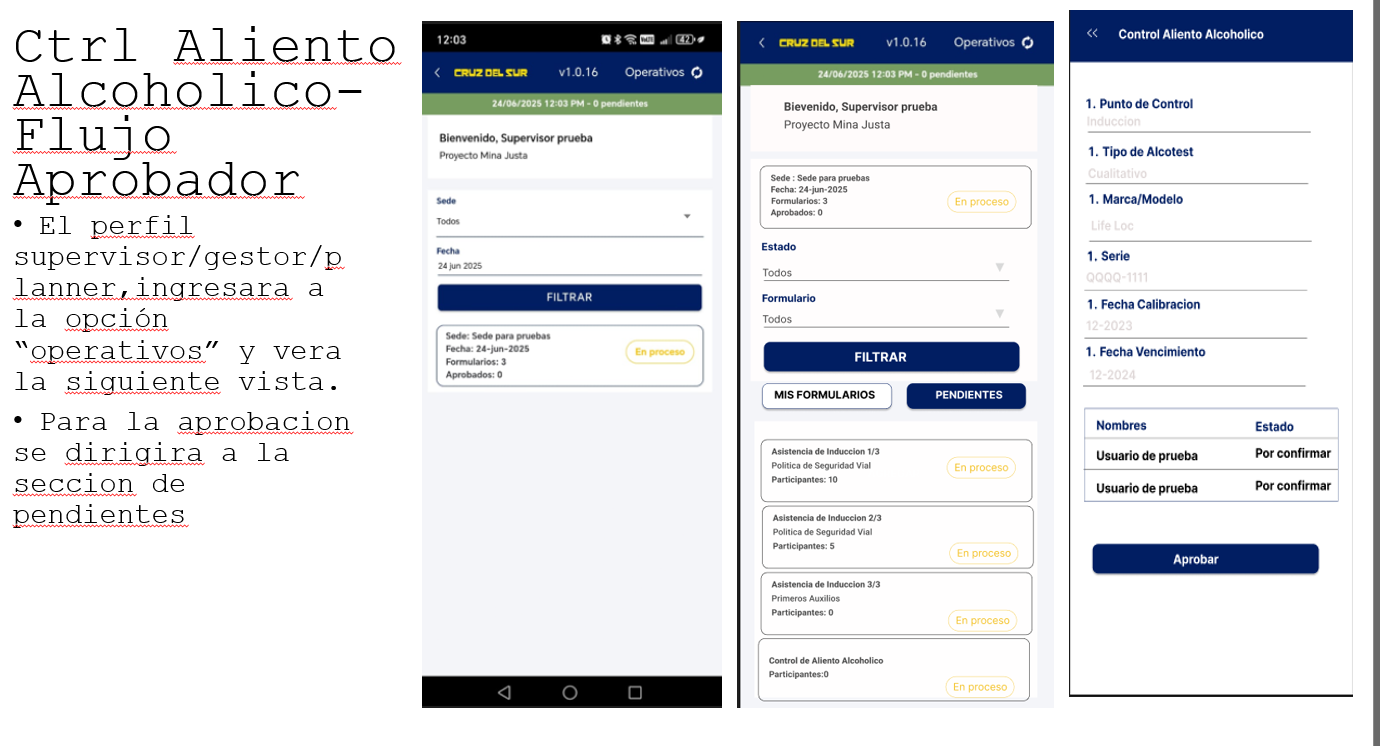 Ctrl Aliento
Alcoholico-
Flujo
Aprobador
• El perfil
supervisor/gestor/p
lanner,ingresara a
la opción
“operativos” y vera
la siguiente vista.
• Para la aprobacion
se dirigira a la
seccion de
pendientes
12:03
42
CRUZ DEL SUR v1.0.16 Operativos
24/06/2025 12:03 PM - 0 pendientes
Bienvenido, Supervisor prueba
Proyecto Mina Justa
Sede
Todos
Fecha
24 jun 2025
FILTRAR
Sede: Sede para pruebas
Fecha: 24-jun-2025
Formularios: 3
Aprobados: 0
En proceso
CRUZ DEL SUR v1.0.16 Operativos
24/06/2025 12:03 PM - 0 pendientes
Bievenido, Supervisor prueba
Proyecto Mina Justa
Sede : Sede para pruebas
Fecha: 24-jun-2025
Formularios: 3
Aprobados: 0
En proceso
Estado
Todos
Formulario
Todos
FILTRAR
MIS FORMULARIOS PENDIENTES
Asistencia de Induccion 1/3
Politica de Seguridad Vial
Participantes: 10
En proceso
Asistencia de Induccion 2/3
Politica de Seguridad Vial
Participantes: 5
En proceso
Asistencia de Induccion 3/3
Primeros Auxilios
Participantes: 0
En proceso
Control de Aliento Alcoholico
Participantes:0
En proceso
Control Aliento Alcoholico
1. Punto de Control
Induccion
1. Tipo de Alcotest
Cualitativo
1. Marca/Modelo
Life Loc
1. Serie
QQQQ-1111
1. Fecha Calibracion
12-2023
1. Fecha Vencimiento
12-2024
Nombres Estado
Usuario de prueba Por confirmar
Usuario de prueba Por confirmar
Aprobar